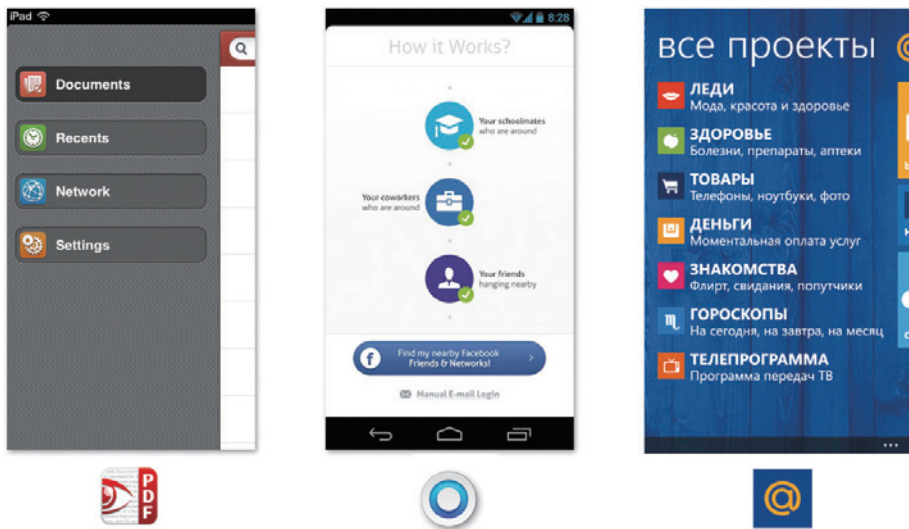 iPad
Documents
Recents
Network
Settings
8:28
How it Works?
Your schoolmates
who are around
Your coworkers
who are around
Your friends
hanging nearby
f
Find my nearby Facebook
Friends & Networks!
Manual E-mail Login
все проекты @
ЛЕДИ
Мода, красота и здоровье
ЗДОРОВЬЕ
Болезни, препараты, аптеки
ТОВАРЫ
Телефоны, ноутбуки, фото
ДЕНЬГИ
Моментальная оплата услуг
ЗНАКОМСТВА
Флирт, свидания, попутчики
ГОРОСКОПЫ
На сегодня, на завтра, на месяц
ТЕЛЕПРОГРАММА
Программа передач ТВ
PDF
@